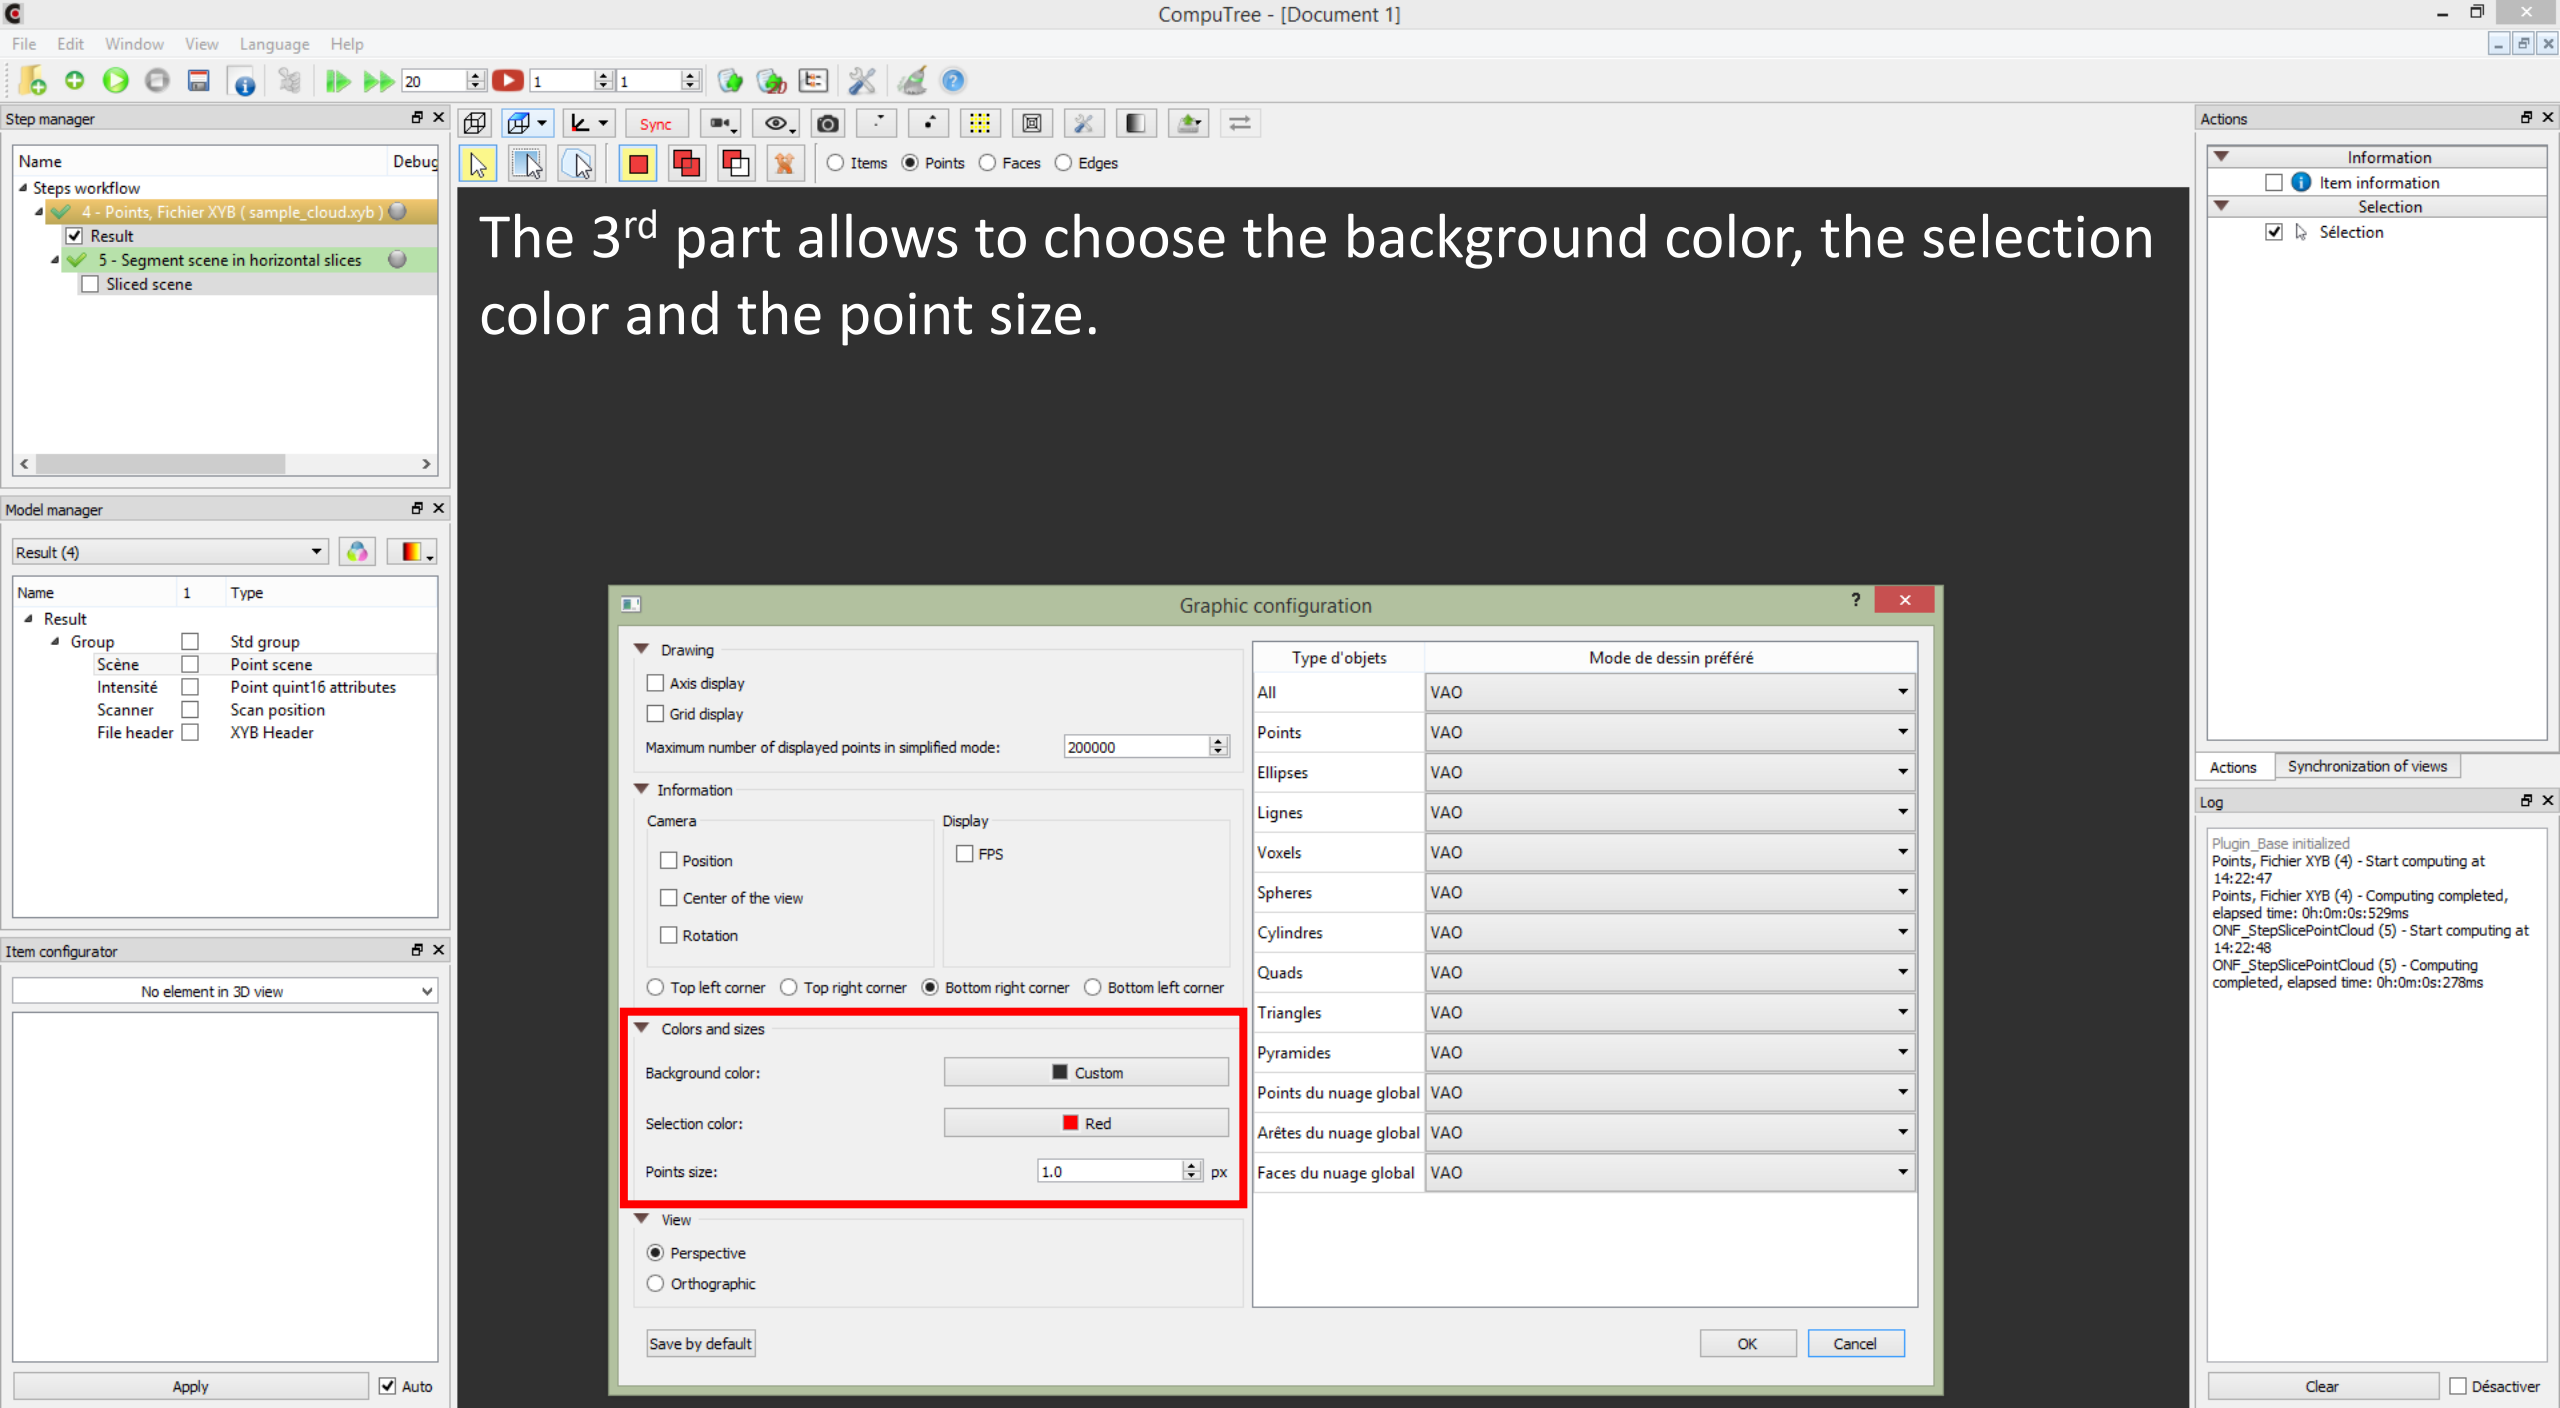 CompuTree - [Document 1]
File Edit Window View Language Help
20 1 1
Step manager
Name Debug
Steps workflow
4 - Points, Fichier XYB ( sample_cloud.xyb )
Result
5 - Segment scene in horizontal slices
Sliced scene
Model manager
Result (4)
Name 1 Type
Result
Group Std group
Scène Point scene
Intensité Point quint16 attributes
Scanner Scan position
File header XYB Header
Item configurator
No element in 3D view
Apply Auto
Sync
Items Points Faces Edges
The 3rd part allows to choose the background color, the selection
color and the point size.
Graphic configuration
Drawing
Axis display
Grid display
Maximum number of displayed points in simplified mode: 200000
Information
Camera Display
Position FPS
Center of the view
Rotation
Top left corner Top right corner Bottom right corner Bottom left corner
Colors and sizes
Background color: Custom
Selection color: Red
Points size: 1.0 px
View
Perspective
Orthographic
Save by default
Type d'objets Mode de dessin préféré
All VAO
Points VAO
Ellipses VAO
Lignes VAO
Voxels VAO
Spheres VAO
Cylindres VAO
Quads VAO
Triangles VAO
Pyramides VAO
Points du nuage global VAO
Arêtes du nuage global VAO
Faces du nuage global VAO
OK Cancel
Actions
Information
Item information
Selection
Sélection
Actions Synchronization of views
Log
Plugin_Base initialized
Points, Fichier XYB (4) - Start computing at
14:22:47
Points, Fichier XYB (4) - Computing completed,
elapsed time: 0h:0m:0s:529ms
ONF_StepSlicePointCloud (5) - Start computing at
14:22:48
ONF_StepSlicePointCloud (5) - Computing
completed, elapsed time: 0h:0m:0s:278ms
Clear Désactiver